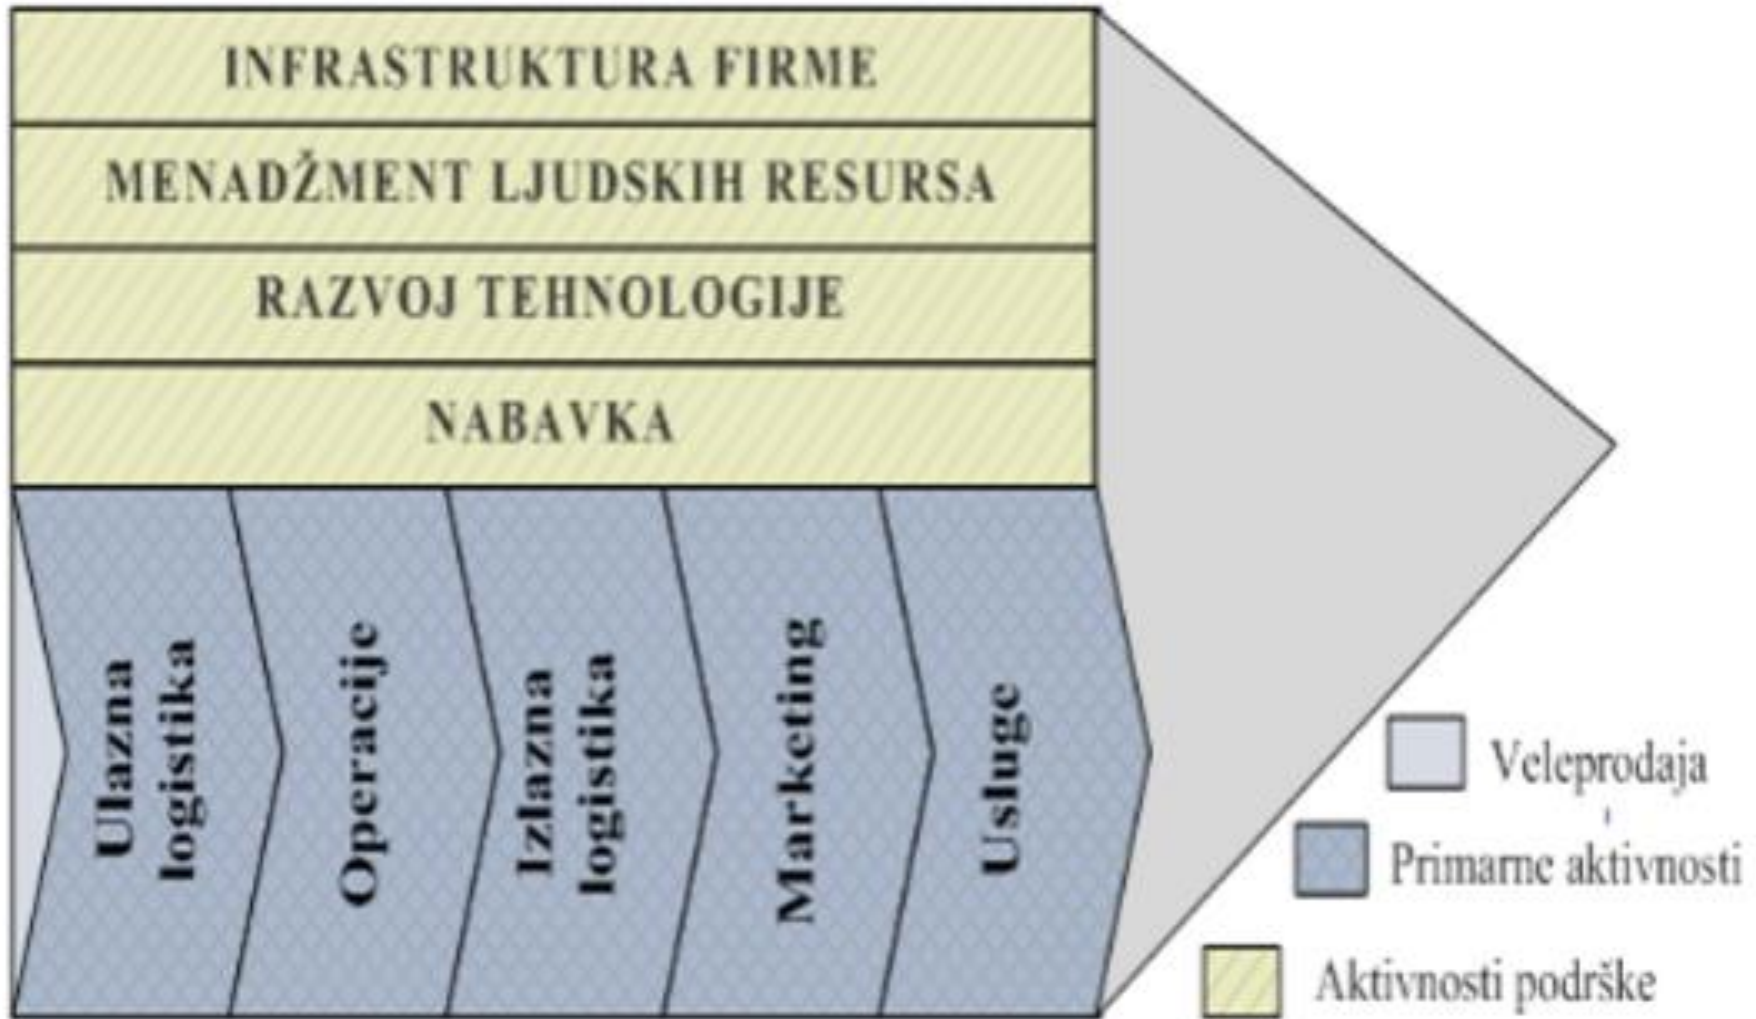 INFRASTRUKTURA FIRME
MENADŽMENT LJUDSKIH RESURSA
RAZVOJ TEHNOLOGIJE
NABAVKA
Ulazna
logistika
Operacije
Izlazna
logistika
Marketing
Usluge
Veleprodaja
Primarne aktivnosti
Aktivnosti podrške